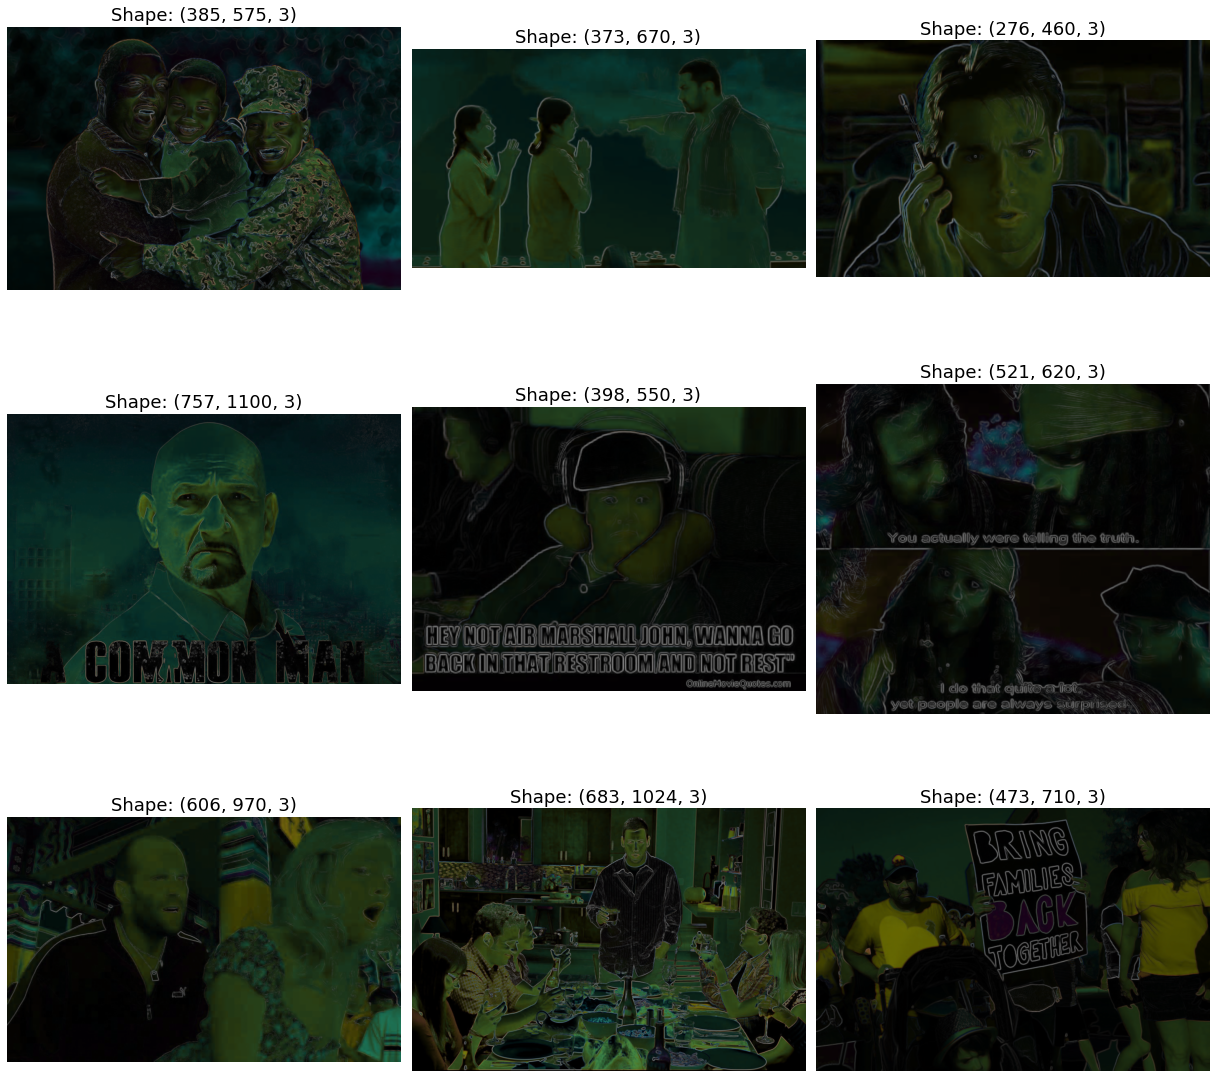 Shape: (385, 575, 3)
Shape: (373, 670, 3)
Shape: (276, 460, 3)
Shape: (757, 1100, 3)
A COMMON MAN
Shape: (398, 550, 3)
HEY NOT AIR MARSHALL JOHN, WANNA GO
BACK IN THAT RESTROOM AND NOT REST"
OnlineMovieQuotes.com
Shape: (521, 620, 3)
You actually were telling the truth.
I do that quite a lot,
yet people are always surprised.
Shape: (606, 970, 3)
Shape: (683, 1024, 3)
Shape: (473, 710, 3)
BRING
FAMILIES
BACK
TOGETHER